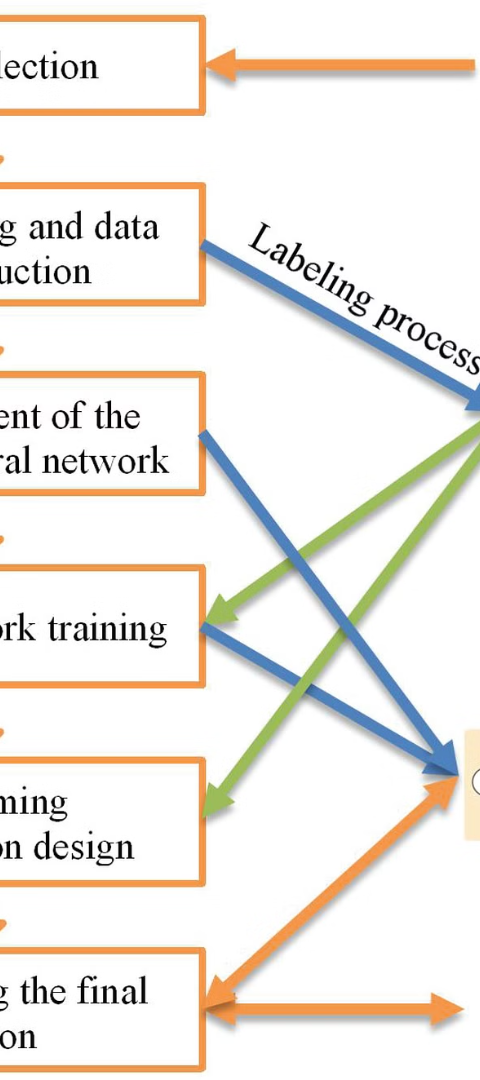 lection
Labeling process
g and data
uction
ent of the
ral network
ork training
ming
on design
g the final
on